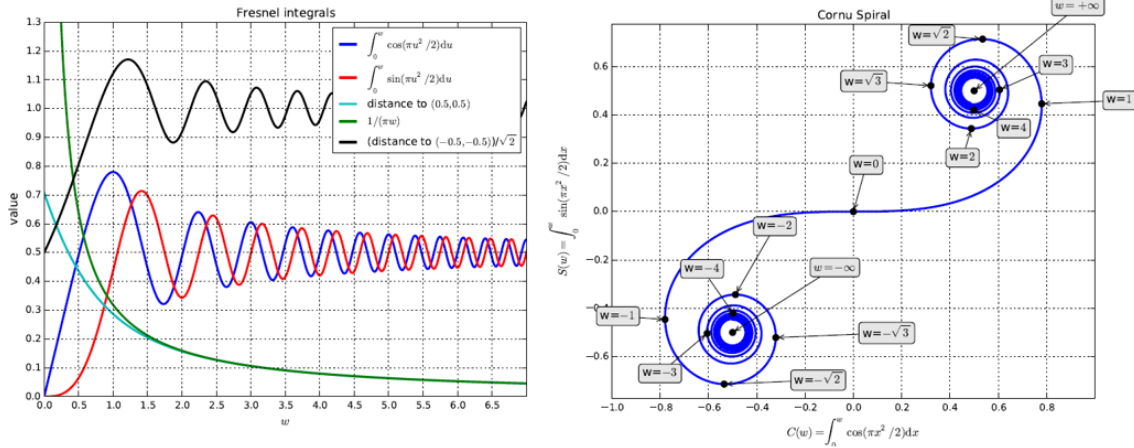 Fresnel integrals
1.3
1.2
1.1
1.0
0.9
0.8
0.7
0.6
0.5
0.4
0.3
0.2
0.1
0.0
value
0.0 0.5 1.0 1.5 2.0 2.5 3.0 3.5 4.0 4.5 5.0 5.5 6.0 6.5
w
∫₀ʷ cos(πu²/2)du
∫₀ʷ sin(πu²/2)du
distance to (0.5,0.5)
1/(πw)
(distance to (−0.5,−0.5))/√2
Cornu Spiral
w=+∞
w=√2
w=√3
w=3
w=1
w=4
w=2
w=0
w=−2
w=−4
w=−∞
w=−1
w=−√3
w=−3
w=−√2
0.6
0.4
0.2
0.0
−0.2
−0.6
S(w)=∫₀ʷ sin(πx²/2)dx
−1.0 −0.8 −0.6 −0.4 −0.2 0.0 0.2 0.4 0.6 0.8
C(w)=∫₀ʷ cos(πx²/2)dx